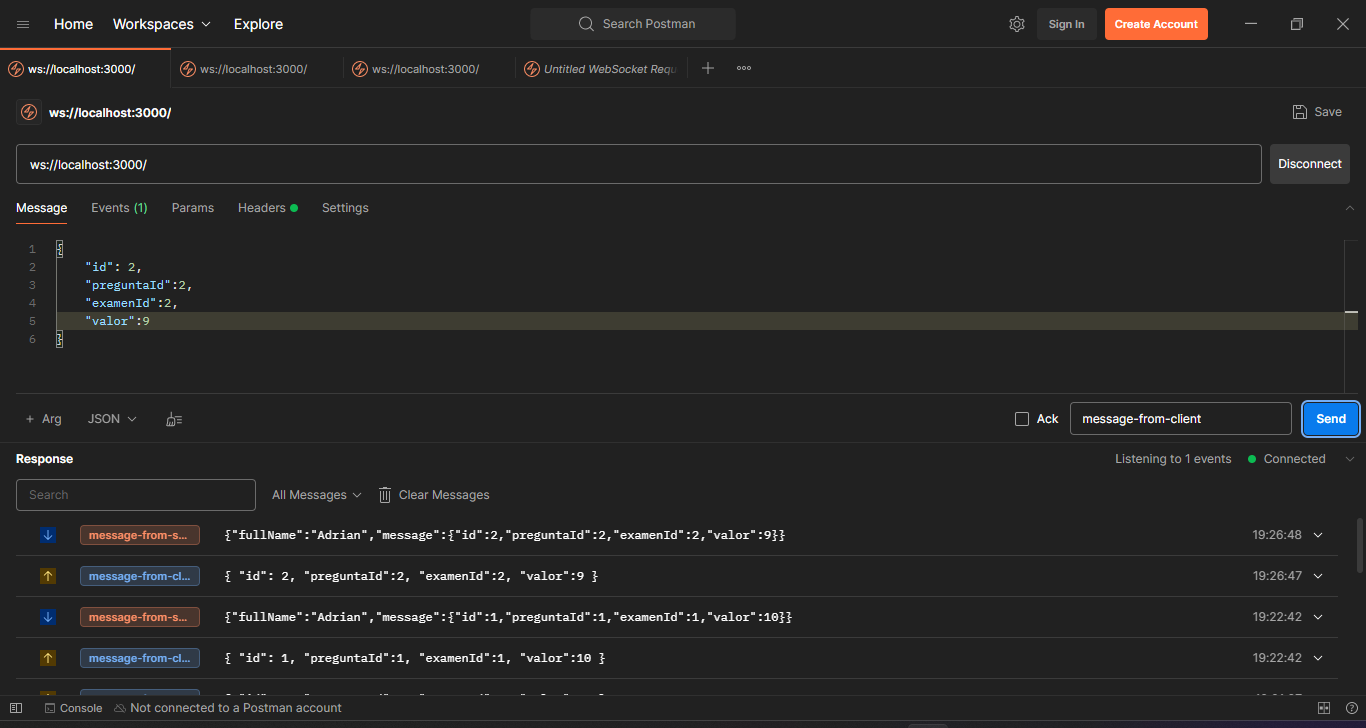 Home Workspaces Explore Search Postman Sign In Create Account
ws://localhost:3000/ ws://localhost:3000/ ws://localhost:3000/ Untitled WebSocket Requ
ws://localhost:3000/ Save
ws://localhost:3000/ Disconnect
Message Events (1) Params Headers Settings
1 {
2 "id": 2,
3 "preguntaId":2,
4 "examenId":2,
5 "valor":9
6 }
+ Arg JSON Ack message-from-client Send
Response Listening to 1 events Connected
Search All Messages Clear Messages
message-from-s... {"fullName":"Adrian","message":{"id":2,"preguntaId":2,"examenId":2,"valor":9}} 19:26:48
message-from-cl... { "id": 2, "preguntaId":2, "examenId":2, "valor":9 } 19:26:47
message-from-s... {"fullName":"Adrian","message":{"id":1,"preguntaId":1,"examenId":1,"valor":10}} 19:22:42
message-from-cl... { "id": 1, "preguntaId":1, "examenId":1, "valor":10 } 19:22:42
Console Not connected to a Postman account